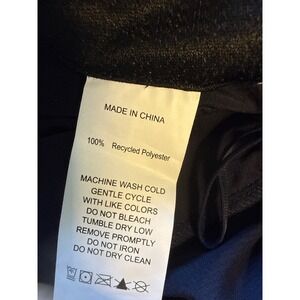 MADE IN CHINA
100% Recycled Polyester
MACHINE WASH COLD
GENTLE CYCLE
WITH LIKE COLORS
DO NOT BLEACH
TUMBLE DRY LOW
REMOVE PROMPTLY
DO NOT IRON
DO NOT DRY CLEAN